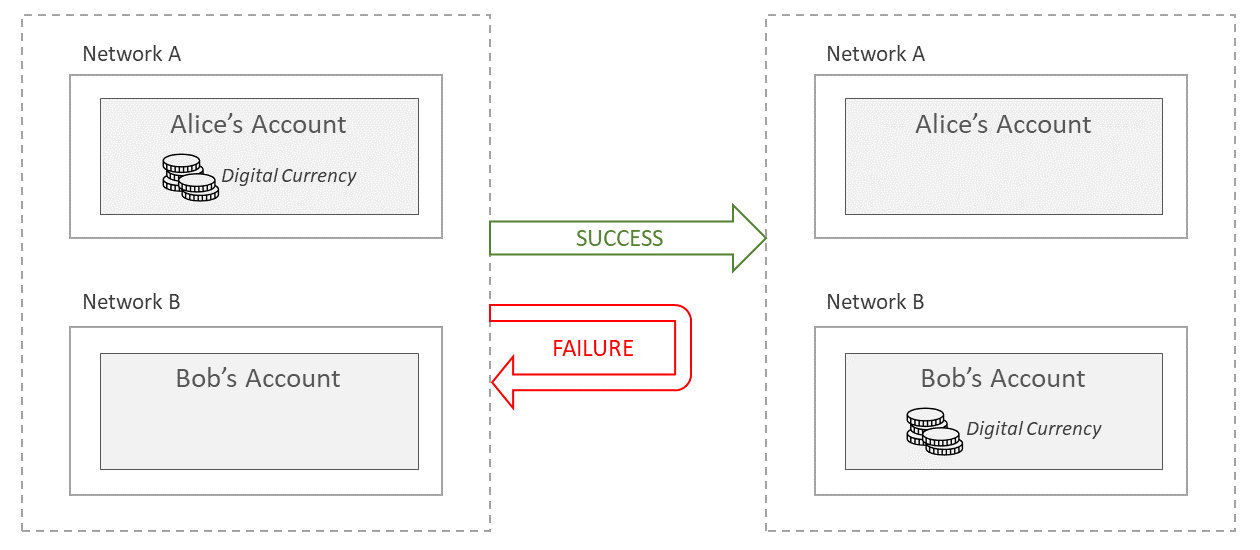 Network A
Alice’s Account
Digital Currency
Network B
Bob’s Account
SUCCESS
FAILURE
Network A
Alice’s Account
Network B
Bob’s Account
Digital Currency